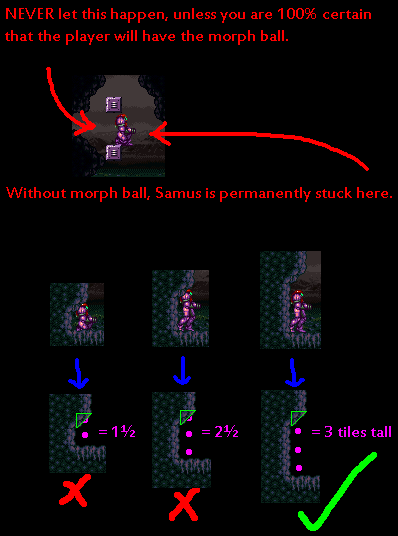 NEVER let this happen, unless you are 100% certain
that the player will have the morph ball.
Without morph ball, Samus is permanently stuck here.
= 1½
= 2½
= 3 tiles tall